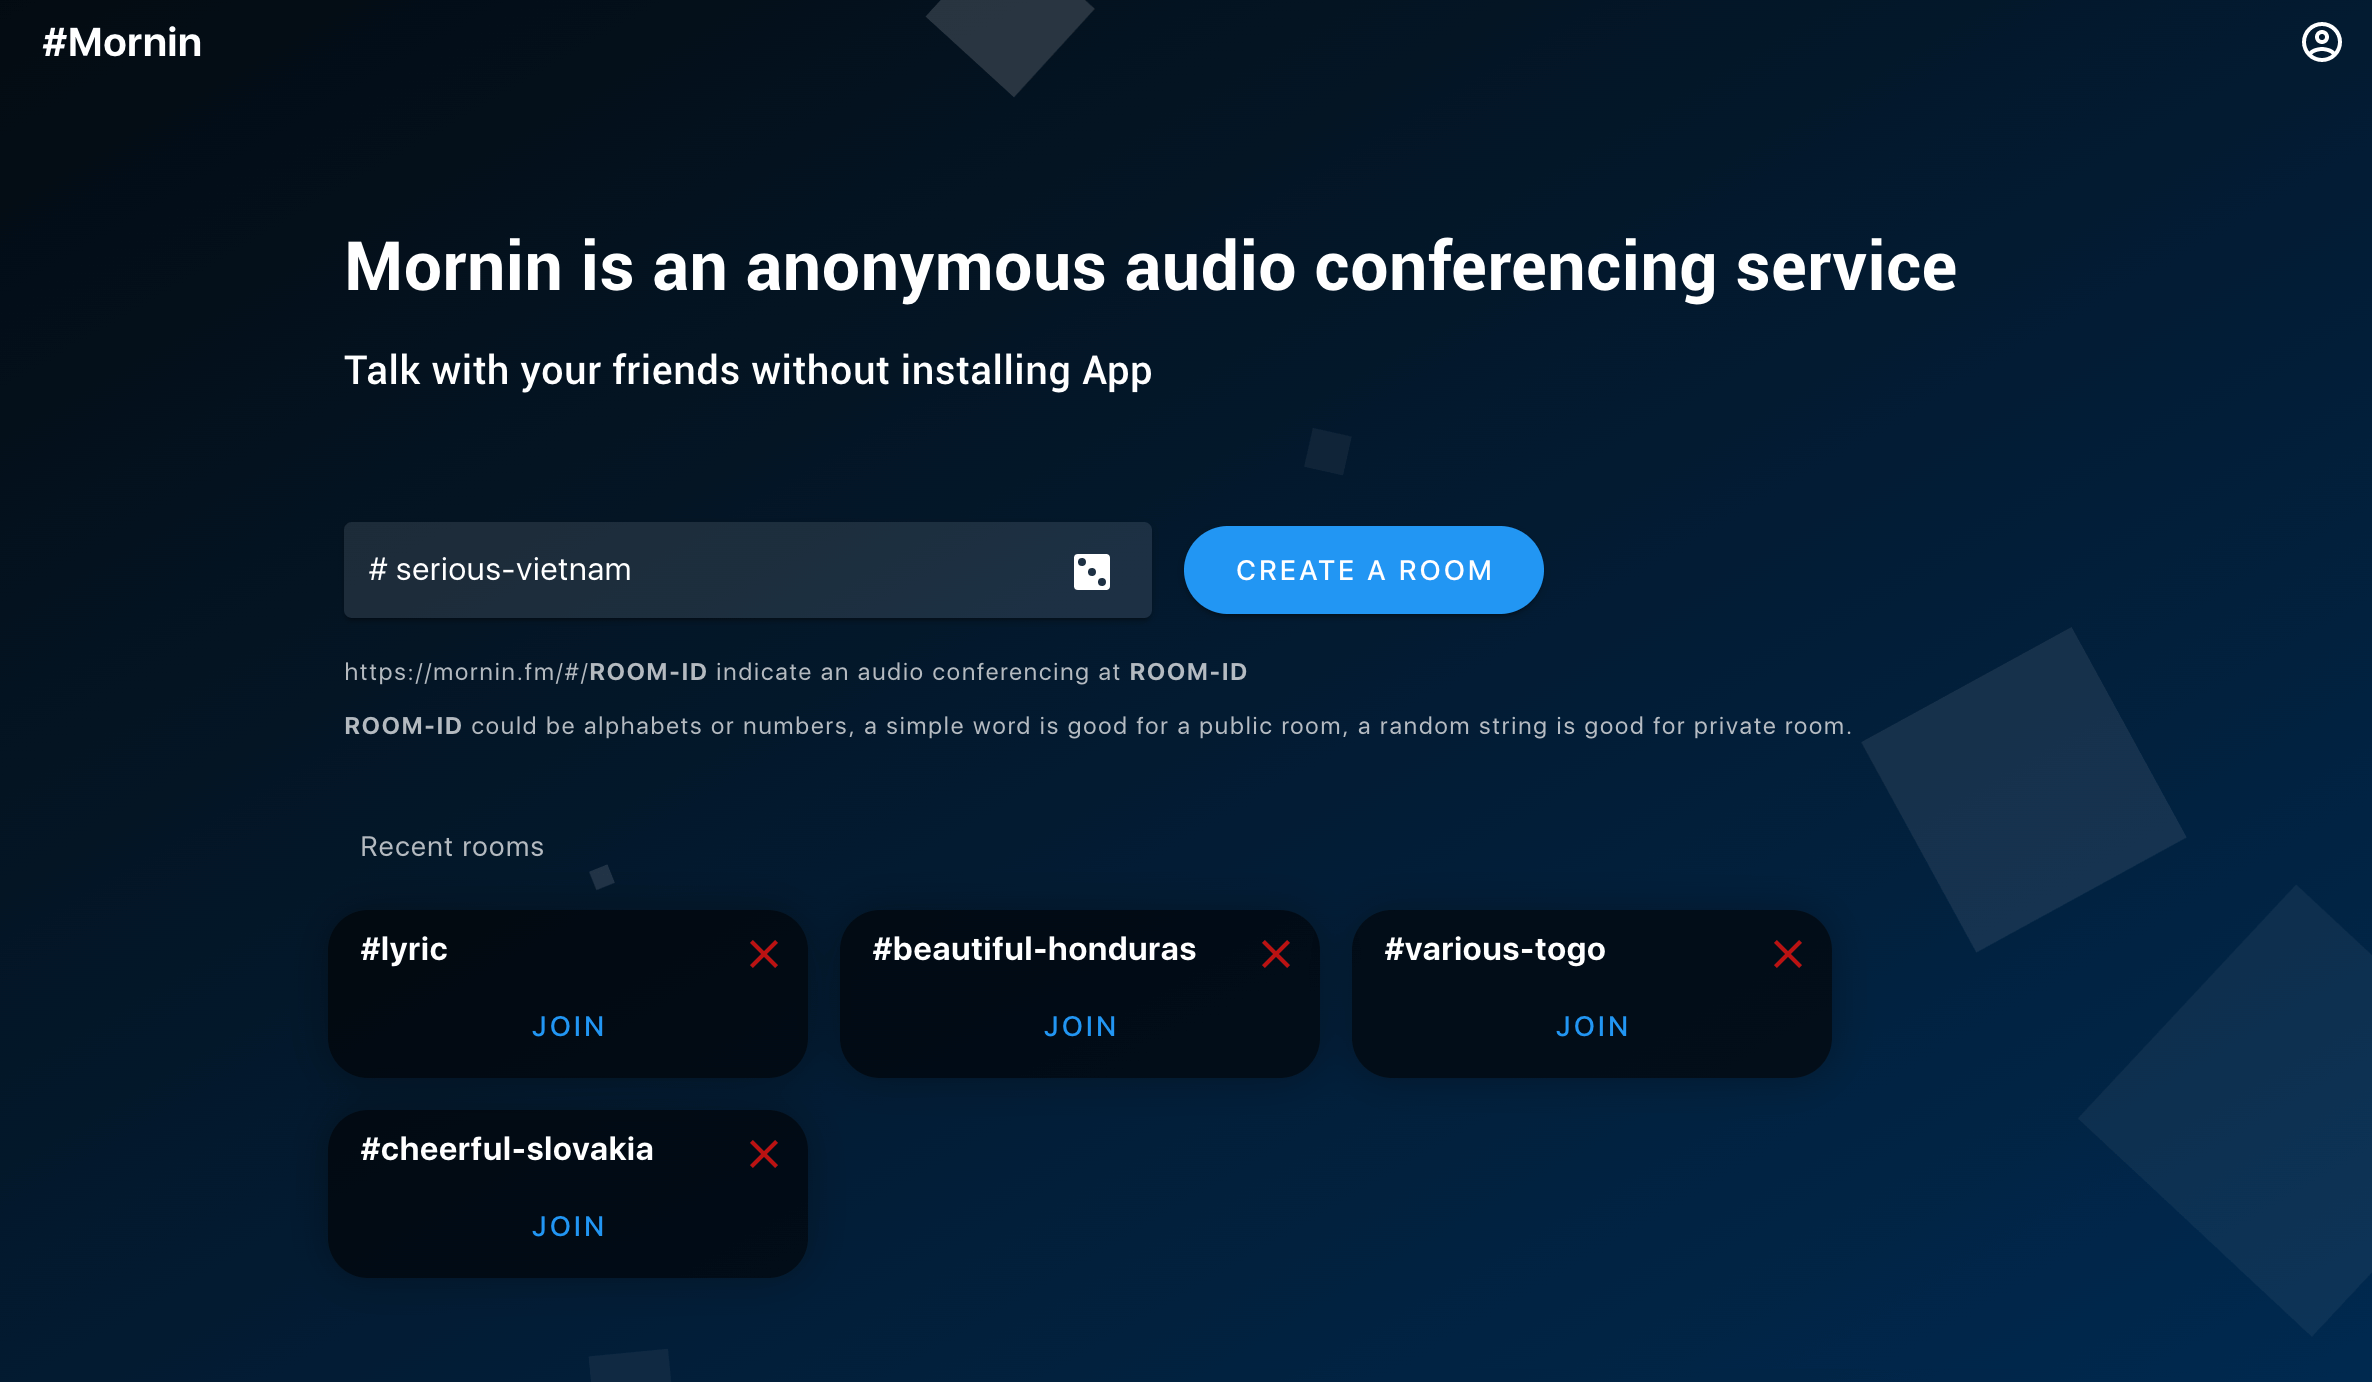 #Mornin
Mornin is an anonymous audio conferencing service
Talk with your friends without installing App
# serious-vietnam
CREATE A ROOM
https://mornin.fm/#/ROOM-ID indicate an audio conferencing at ROOM-ID
ROOM-ID could be alphabets or numbers, a simple word is good for a public room, a random string is good for private room.
Recent rooms
#lyric
JOIN
#beautiful-honduras
JOIN
#various-togo
JOIN
#cheerful-slovakia
JOIN